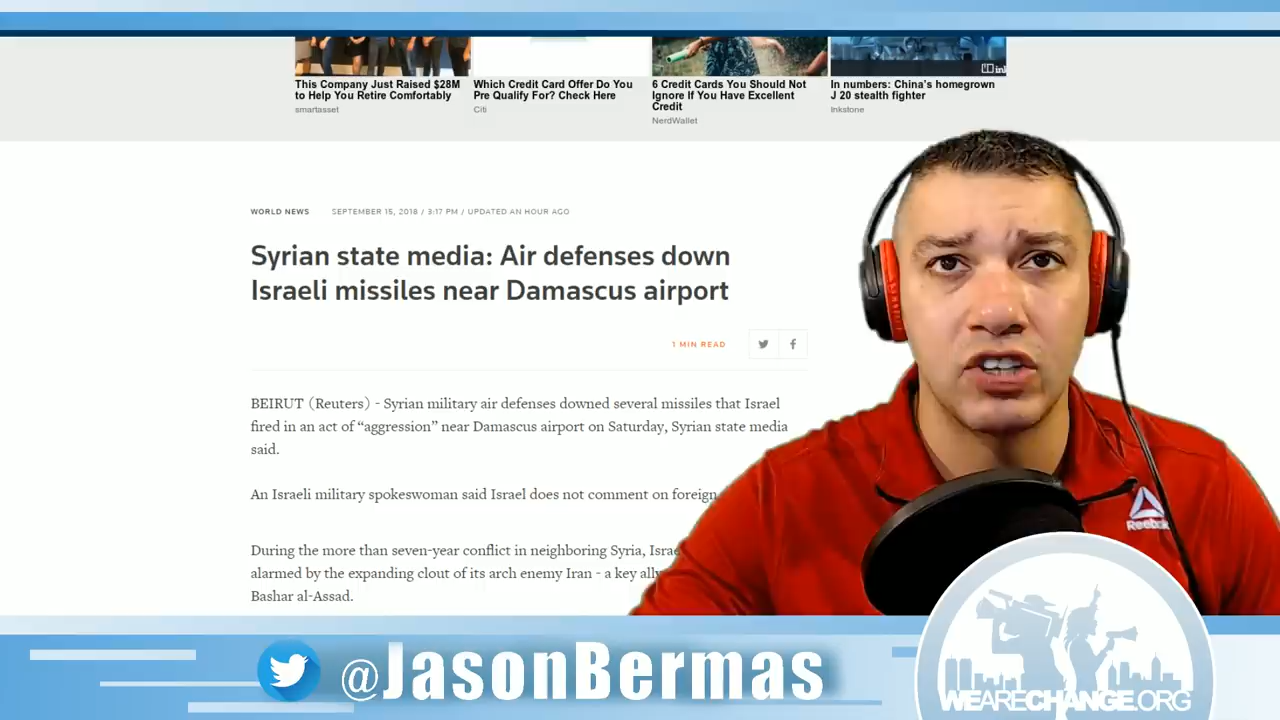 This Company Just Raised $28M
to Help You Retire Comfortably
smartasset
Which Credit Card Offer Do You
Pre Qualify For? Check Here
Citi
6 Credit Cards You Should Not
Ignore If You Have Excellent
Credit
NerdWallet
In numbers: China's homegrown
J 20 stealth fighter
Inkstone
WORLD NEWS
SEPTEMBER 15, 2018 / 3:17 PM / UPDATED AN HOUR AGO
Syrian state media: Air defenses down
Israeli missiles near Damascus airport
1 MIN READ
BEIRUT (Reuters) - Syrian military air defenses downed several missiles that Israel
fired in an act of “aggression” near Damascus airport on Saturday, Syrian state media
said.
An Israeli military spokeswoman said Israel does not comment on foreign
During the more than seven-year conflict in neighboring Syria,
alarmed by the expanding clout of its arch enemy Iran - a key
Bashar al-Assad.
Reebok
@JasonBermas
WEARECHANGE.ORG